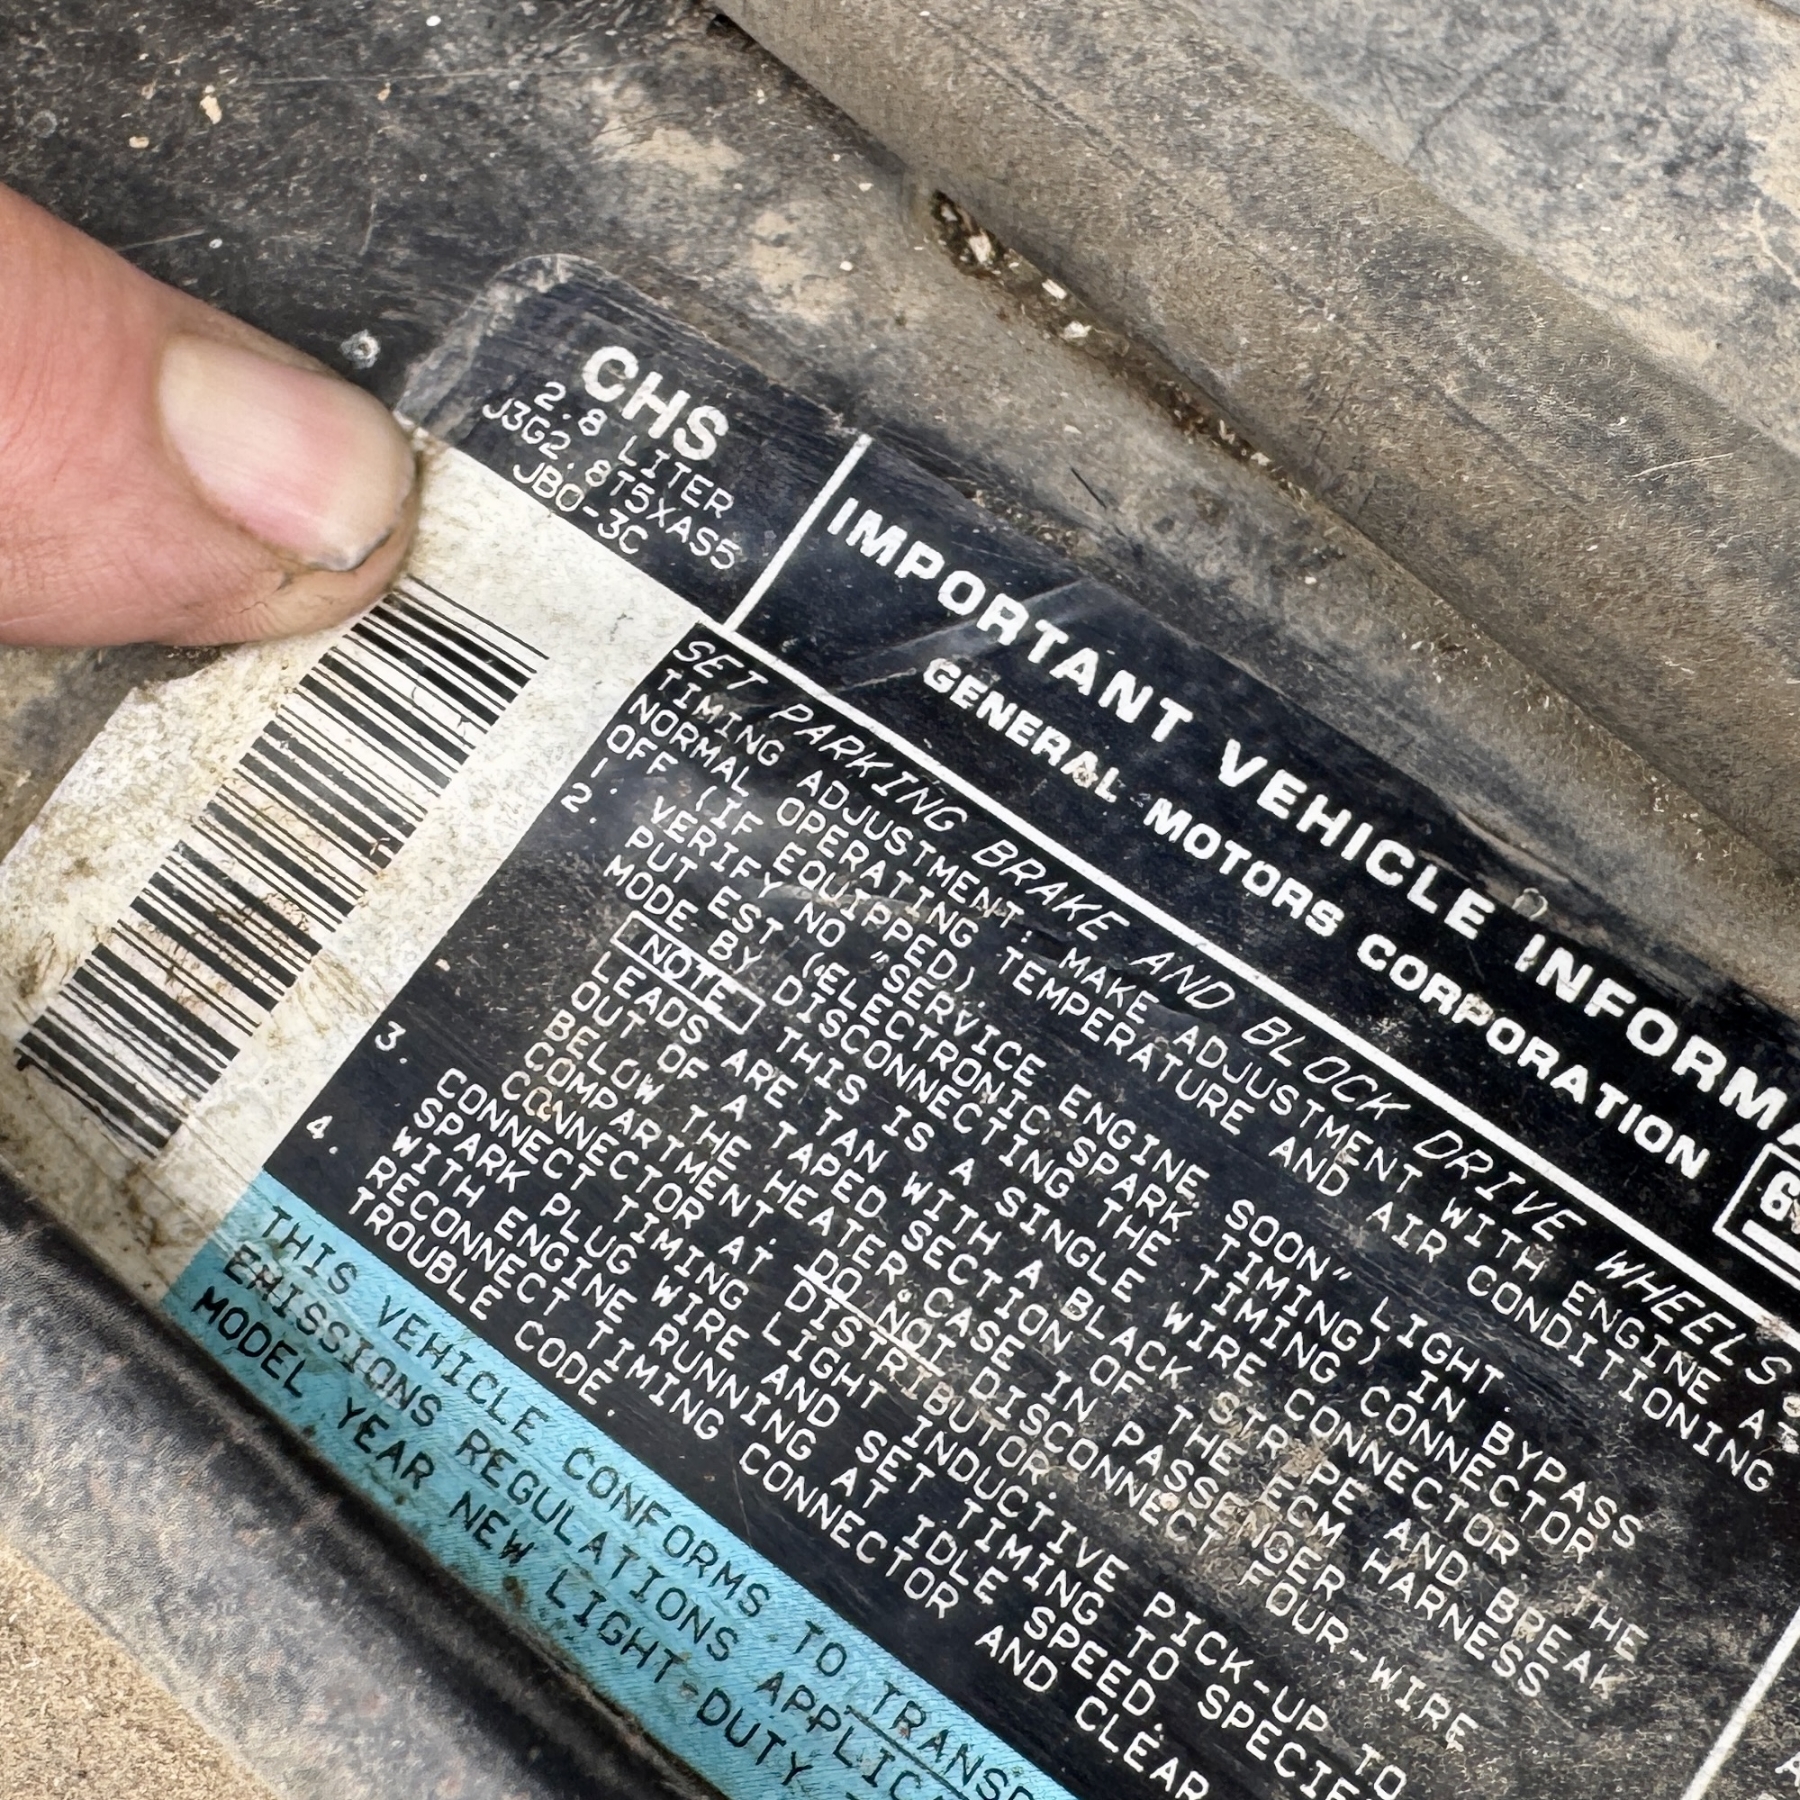 CHS
2.8 LITER
J3G2.8T5XAS5
JB0-3C
IMPORTANT VEHICLE INFORMA
GENERAL MOTORS CORPORATION
SET PARKING BRAKE AND BLOCK DRIVE WHEELS.
TIMING ADJUSTMENT: MAKE ADJUSTMENT WITH ENGINE
NORMAL OPERATING TEMPERATURE AND AIR CONDITIONING
OFF (IF EQUIPPED).
1. VERIFY NO "SERVICE ENGINE SOON" LIGHT.
2. PUT EST (ELECTRONIC SPARK TIMING) IN BYPASS
MODE BY DISCONNECTING THE TIMING CONNECTOR
NOTE THIS IS A SINGLE WIRE CONNECTOR. THE
LEADS ARE TAN WITH A BLACK STRIPE AND BREAK
OUT OF A TAPED SECTION OF THE ECM HARNESS
BELOW THE HEATER CASE IN PASSENGER
COMPARTMENT. DO NOT DISCONNECT FOUR-WIRE
CONNECTOR AT DISTRIBUTOR.
3. CONNECT TIMING LIGHT INDUCTIVE PICK-UP TO
SPARK PLUG WIRE AND SET TIMING TO SPECIFI
WITH ENGINE RUNNING AT IDLE SPEED.
4. RECONNECT TIMING CONNECTOR AND CLEAR
TROUBLE CODE.
THIS VEHICLE CONFORMS TO
EMISSIONS REGULATIONS APPLIC
MODEL YEAR NEW LIGHT-DUTY